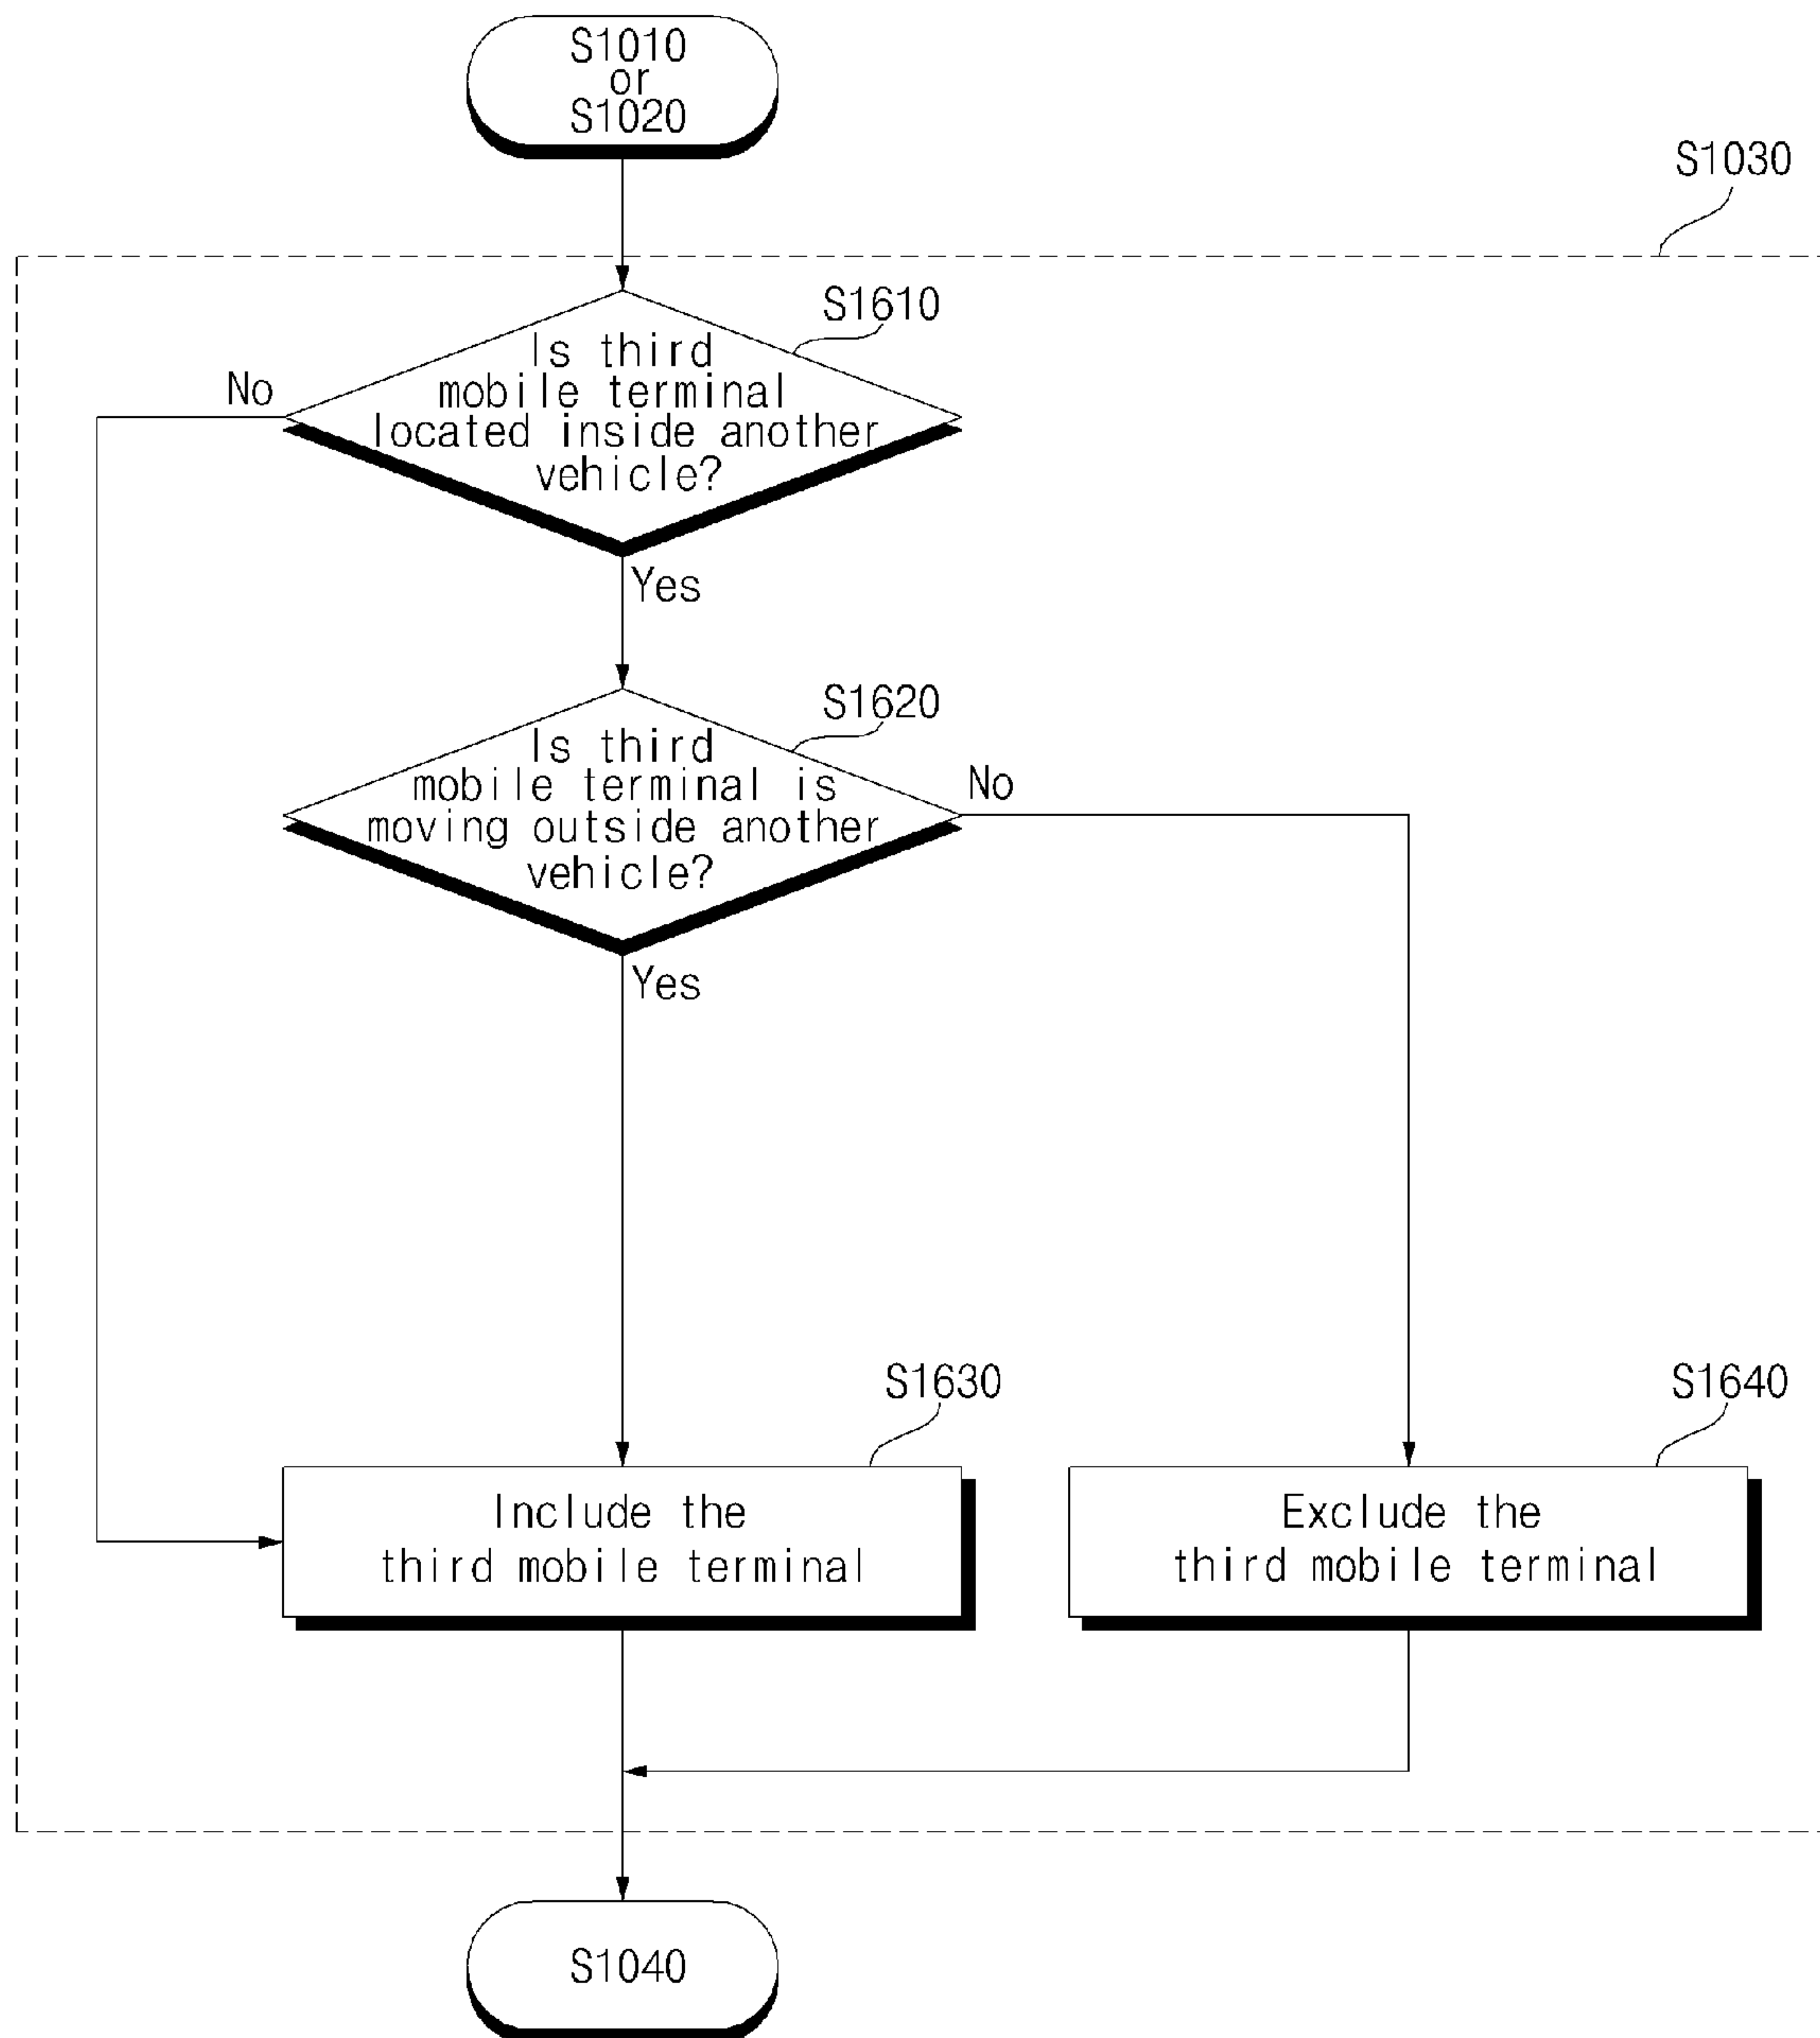 S1010
or
S1020
S1030
S1610
Is third
mobile terminal
located inside another
vehicle?
No
Yes
S1620
Is third
mobile terminal is
moving outside another
vehicle?
No
Yes
S1630
Include the
third mobile terminal
S1640
Exclude the
third mobile terminal
S1040